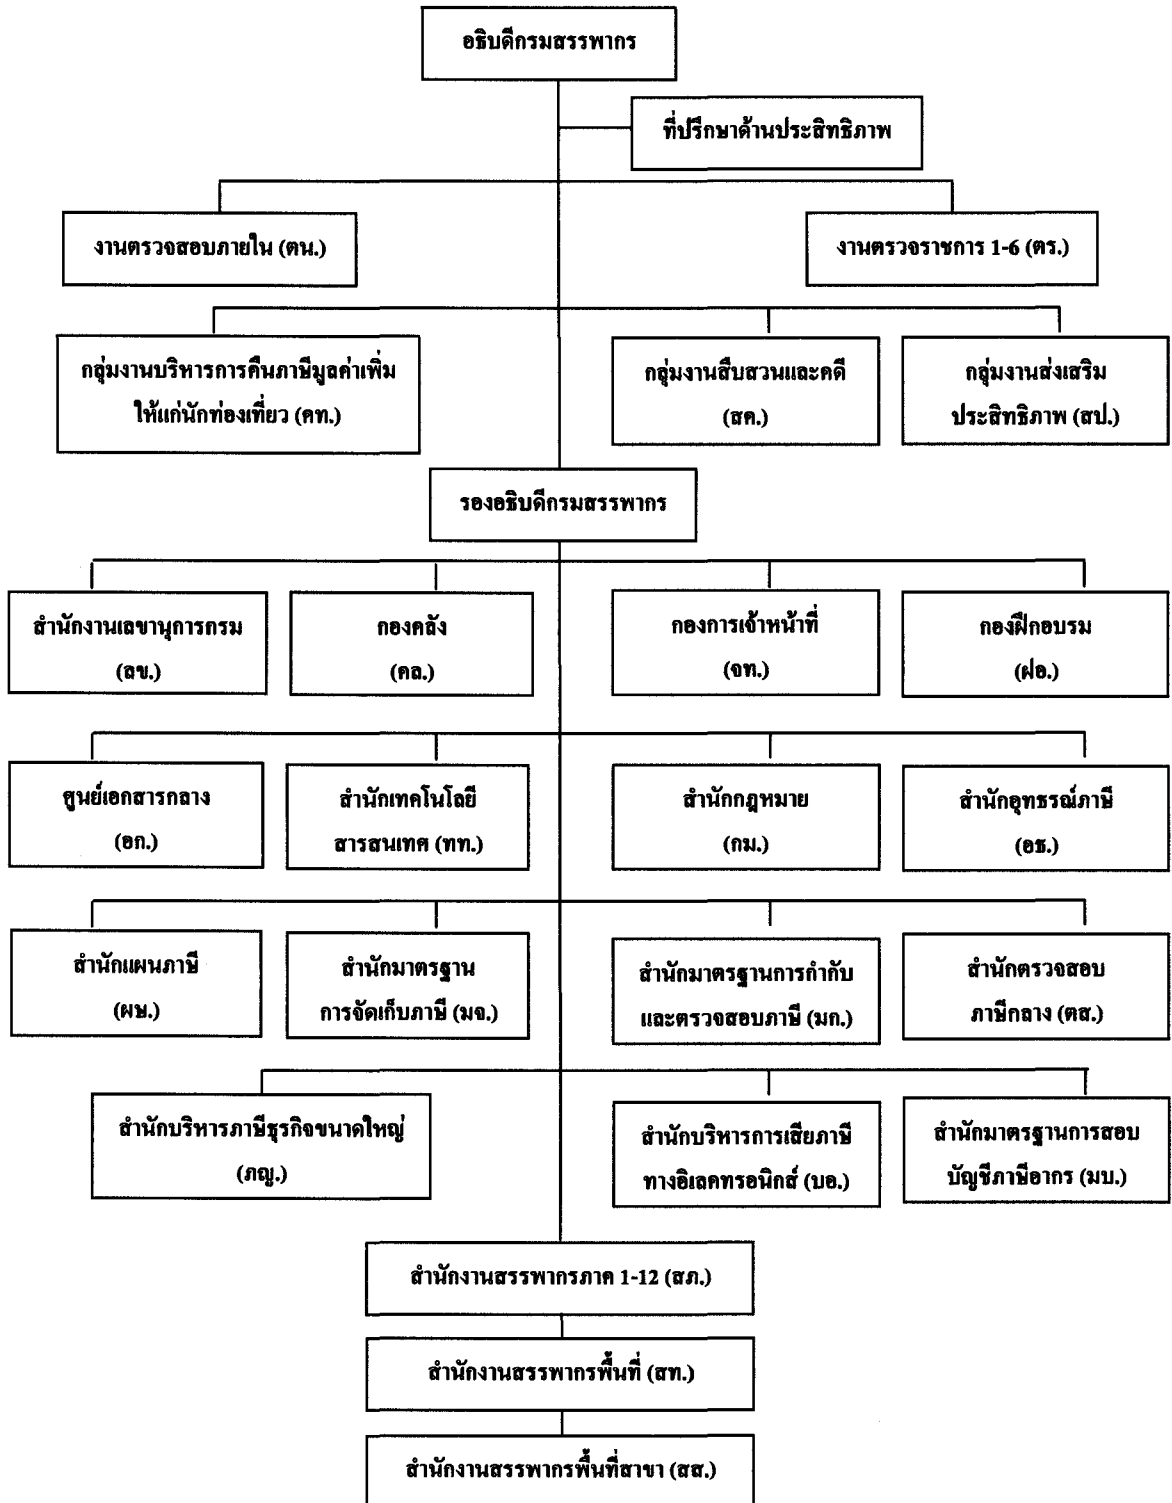 อธิบดีกรมสรรพากร
ที่ปรึกษาด้านประสิทธิภาพ
งานตรวจสอบภายใน (ตน.)
งานตรวจราชการ 1-6 (ตร.)
กลุ่มงานบริหารการคืนภาษีมูลค่าเพิ่ม
ให้แก่นักท่องเที่ยว (คท.)
กลุ่มงานสืบสวนและคดี
(สค.)
กลุ่มงานส่งเสริม
ประสิทธิภาพ (สป.)
รองอธิบดีกรมสรรพากร
สำนักงานเลขานุการกรม
(ลข.)
กองคลัง
(คล.)
กองการเจ้าหน้าที่
(จท.)
กองฝึกอบรม
(ฝอ.)
ศูนย์เอกสารกลาง
(อก.)
สำนักเทคโนโลยี
สารสนเทศ (ทท.)
สำนักกฎหมาย
(กม.)
สำนักอุทธรณ์ภาษี
(อธ.)
สำนักแผนภาษี
(ผษ.)
สำนักมาตรฐาน
การจัดเก็บภาษี (มจ.)
สำนักมาตรฐานการกำกับ
และตรวจสอบภาษี (มก.)
สำนักตรวจสอบ
ภาษีกลาง (ตส.)
สำนักบริหารภาษีธุรกิจขนาดใหญ่
(ภญ.)
สำนักบริหารการเสียภาษี
ทางอิเลคทรอนิกส์ (บอ.)
สำนักมาตรฐานการสอบ
บัญชีภาษีอากร (มบ.)
สำนักงานสรรพากรภาค 1-12 (สภ.)
สำนักงานสรรพากรพื้นที่ (สท.)
สำนักงานสรรพากรพื้นที่สาขา (สส.)